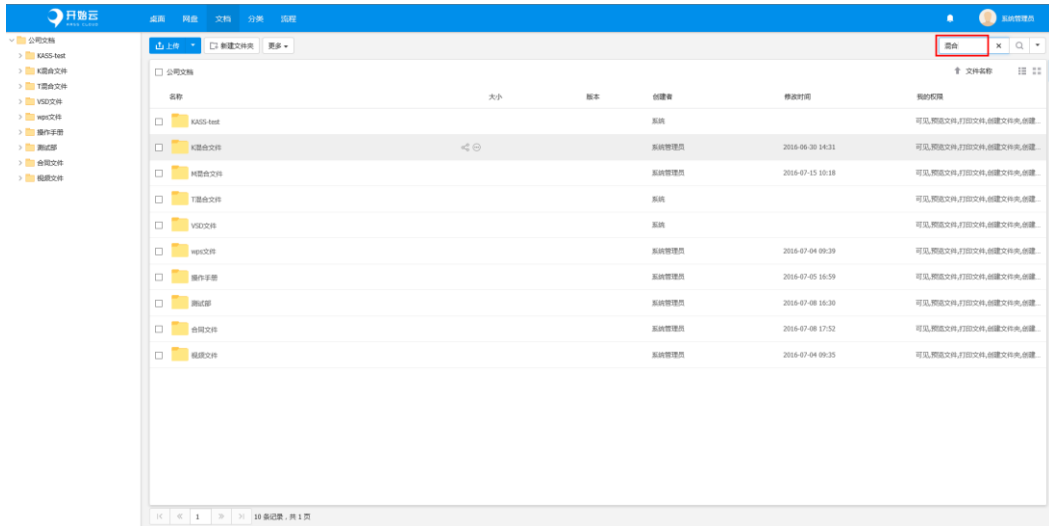 开始云
桌面 网盘 文档 分类 流程
系统管理员
公司文档
KASS-test
K混合文件
T混合文件
VSD文件
wps文件
操作手册
测试部
合同文件
视频文件
上传 新建文件夹 更多
混合
公司文档 文件名称
名称 大小 版本 创建者 修改时间 我的权限
KASS-test 系统 可见,预览文件,打印文件,创建文件夹,创建...
K混合文件 系统管理员 2016-06-30 14:31 可见,预览文件,打印文件,创建文件夹,创建...
M混合文件 系统管理员 2016-07-15 10:18 可见,预览文件,打印文件,创建文件夹,创建...
T混合文件 系统 可见,预览文件,打印文件,创建文件夹,创建...
VSD文件 系统 可见,预览文件,打印文件,创建文件夹,创建...
wps文件 系统管理员 2016-07-04 09:39 可见,预览文件,打印文件,创建文件夹,创建...
操作手册 系统管理员 2016-07-05 16:59 可见,预览文件,打印文件,创建文件夹,创建...
测试部 系统管理员 2016-07-08 16:30 可见,预览文件,打印文件,创建文件夹,创建...
合同文件 系统管理员 2016-07-08 17:52 可见,预览文件,打印文件,创建文件夹,创建...
视频文件 系统管理员 2016-07-04 09:35 可见,预览文件,打印文件,创建文件夹,创建...
1 10 条记录，共 1 页